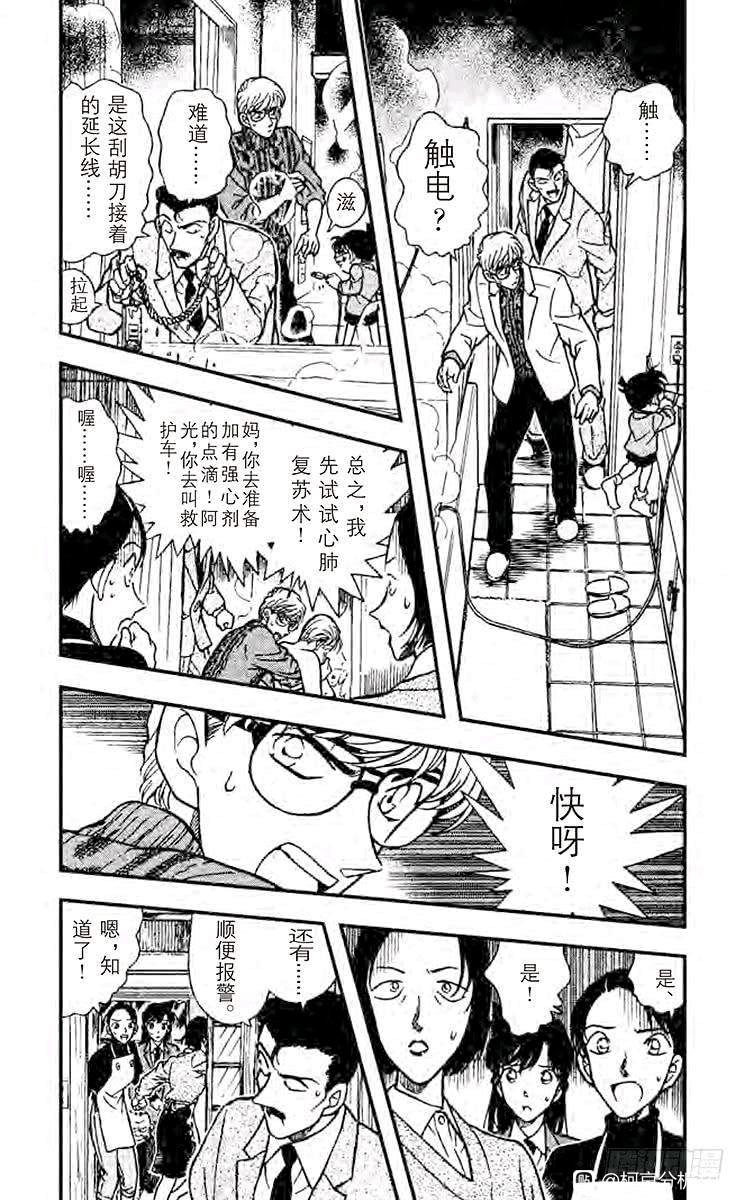 触……
触电？
难道……
是这刮胡刀接着
的延长线……
滋
拉起
总之，我
先试试心肺
复苏术！
妈，你去准备
加有强心剂
的点滴！阿
光，你去叫救
护车！
喔……喔……
快呀！
是、
是！
还有……
顺便报警。
嗯，知
道了！